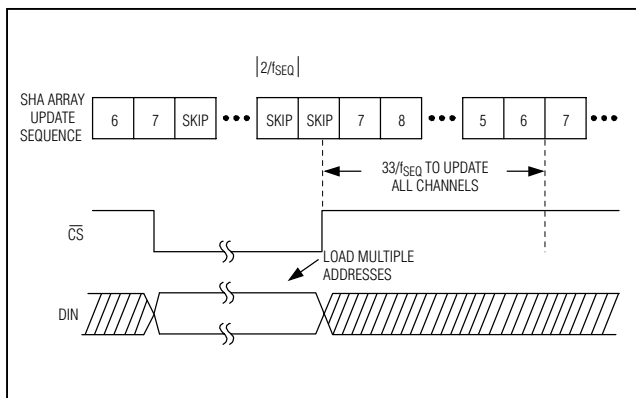 |2/fSEQ|
SHA ARRAY
UPDATE
SEQUENCE
6 7 SKIP ••• SKIP SKIP 7 8 ••• 5 6 7 •••
33/fSEQ TO UPDATE
ALL CHANNELS
CS
LOAD MULTIPLE
ADDRESSES
DIN